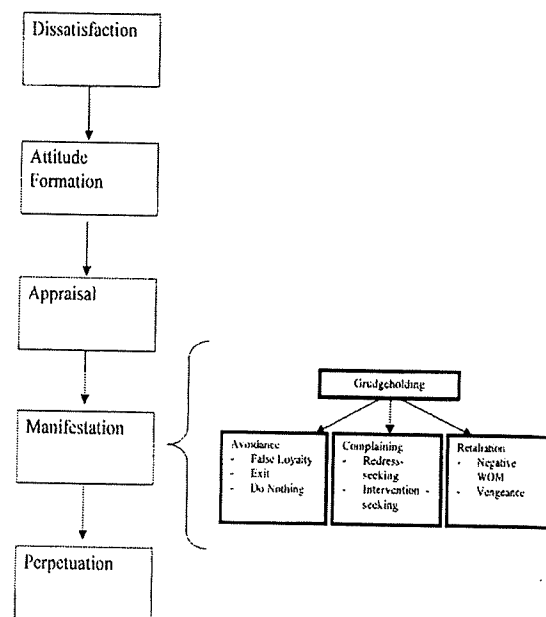 Dissatisfaction
Attitude
Formation
Appraisal
Manifestation
Grudgeholding
Avoidance
- False Loyalty
- Exit
- Do Nothing
Complaining
- Redress-
seeking
- Intervention -
seeking
Retaliation
- Negative
WOM
- Vengeance
Perpetuation